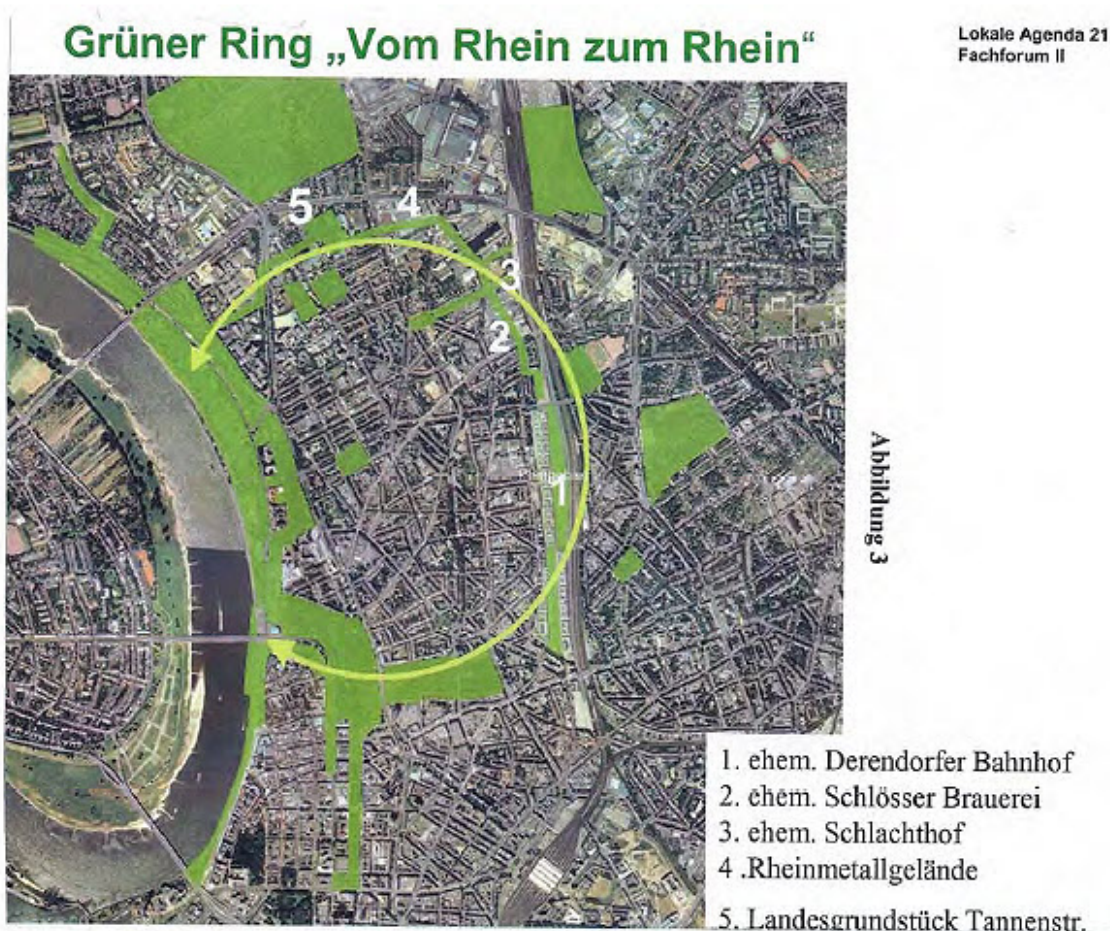 Grüner Ring „Vom Rhein zum Rhein“
Lokale Agenda 21
Fachforum II
5
4
3
2
1
Abbildung 3
1. ehem. Derendorfer Bahnhof
2. ehem. Schlösser Brauerei
3. ehem. Schlachthof
4 .Rheinmetallgelände
5. Landesgrundstück Tannenstr.